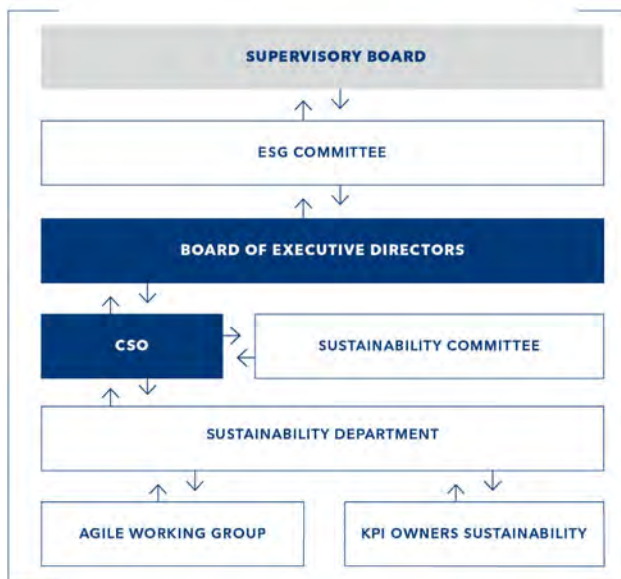 SUPERVISORY BOARD
ESG COMMITTEE
BOARD OF EXECUTIVE DIRECTORS
CSO
SUSTAINABILITY COMMITTEE
SUSTAINABILITY DEPARTMENT
AGILE WORKING GROUP
KPI OWNERS SUSTAINABILITY